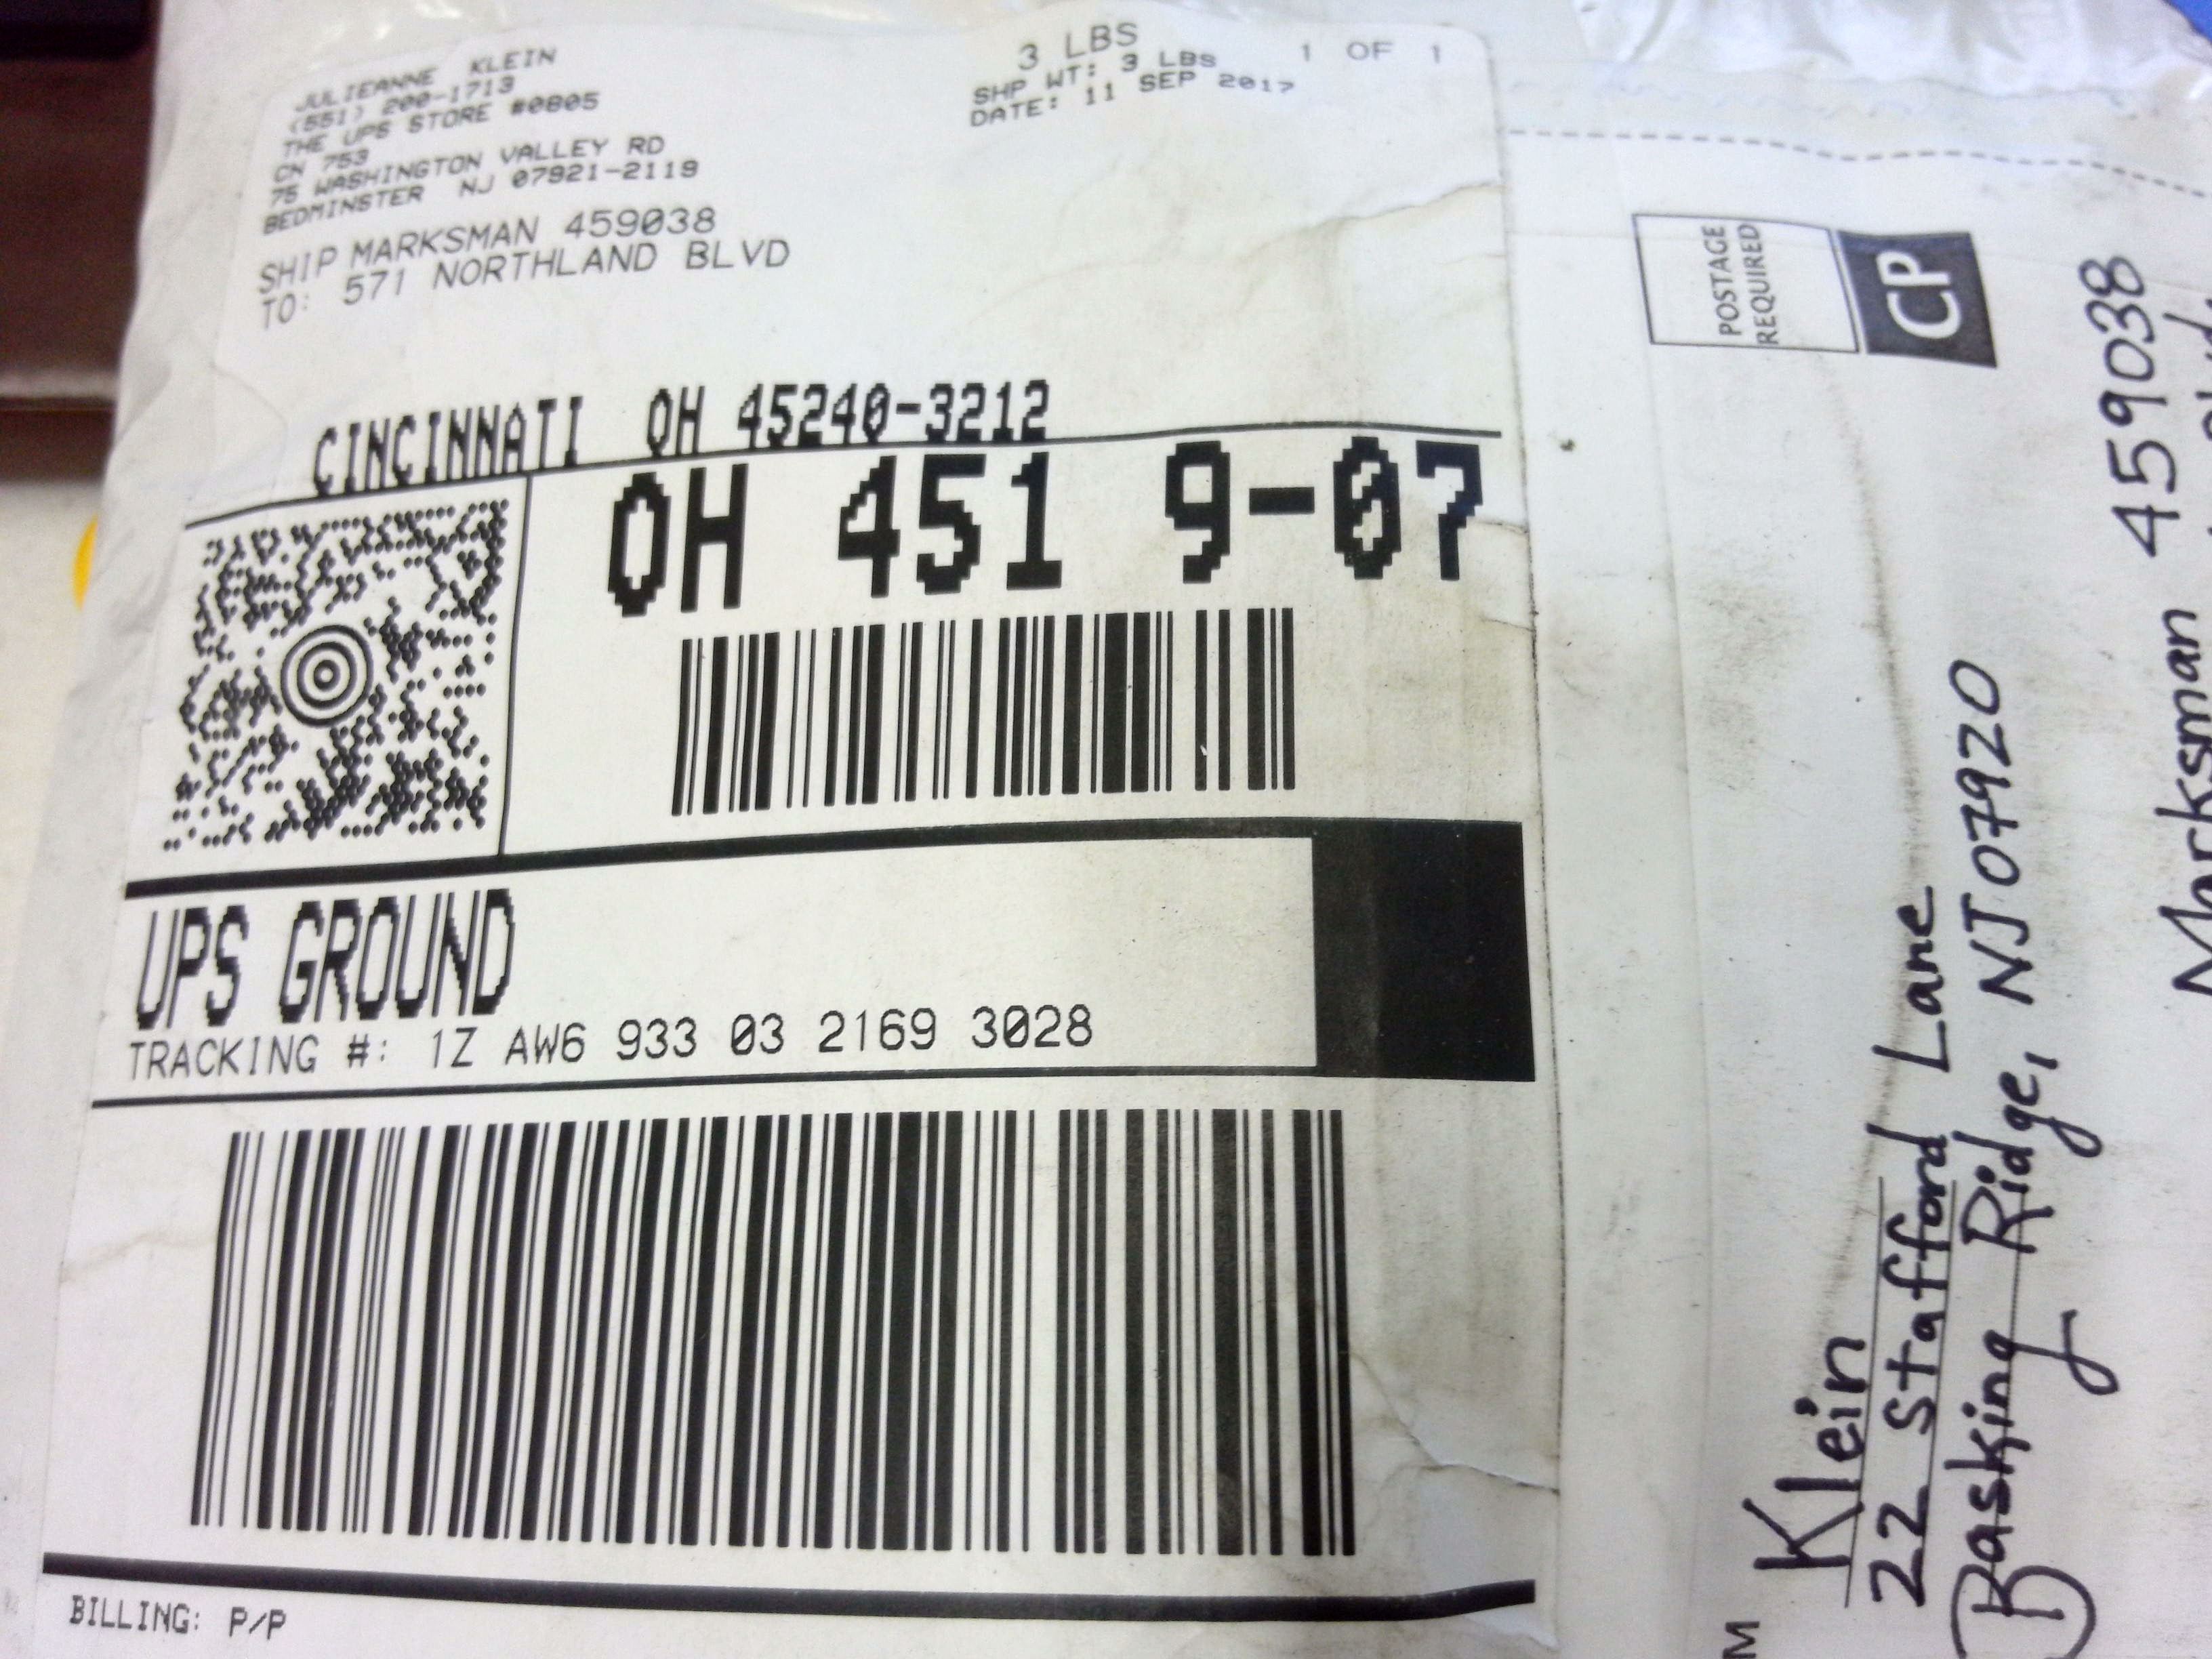 JULIEANNE KLEIN
(551) 200-1713
THE UPS STORE #0805
CN 753
75 WASHINGTON VALLEY RD
BEDMINSTER NJ 07921-2119
3 LBS
1 OF 1
SHP WT: 3 LBS
DATE: 11 SEP 2017
SHIP MARKSMAN 459038
TO: 571 NORTHLAND BLVD
CINCINNATI OH 45240-3212
OH 451 9-07
UPS GROUND
TRACKING #: 1Z AW6 933 03 2169 3028
BILLING: P/P
POSTAGE
REQUIRED
CP
Klein
22 Stafford Lane
Basking Ridge, NJ 07920
459038
Marksman